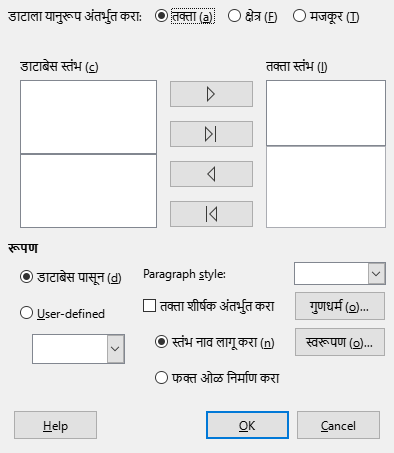 डाटाला यानुरूप अंतर्भुत करा: तक्ता (a) क्षेत्र (F) मजकूर (T)
डाटाबेस स्तंभ (c) तक्ता स्तंभ (l)
रूपण
डाटाबेस पासून (d) Paragraph style:
तक्ता शीर्षक अंतर्भुत करा गुणधर्म (o)...
User-defined
स्तंभ नाव लागू करा (n) स्वरूपण (o)...
फक्त ओळ निर्माण करा
Help OK Cancel